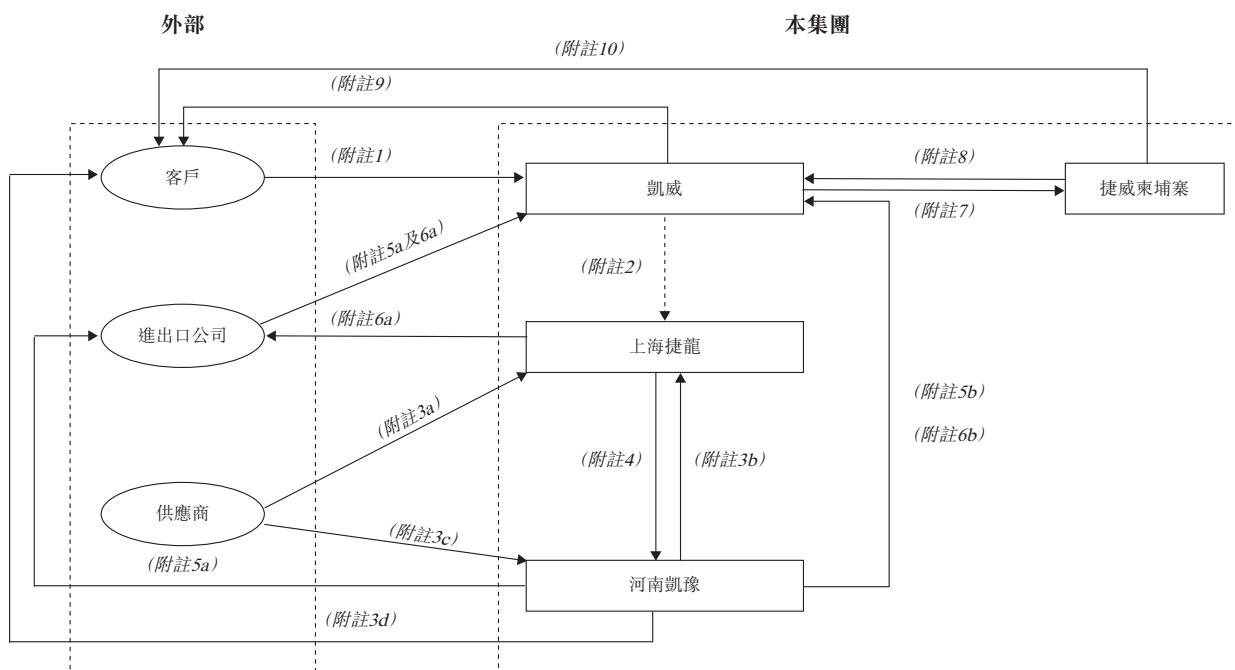 外部
本集團
(附註10)
(附註9)
客戶
(附註1)
凱威
(附註8)
捷威柬埔寨
(附註7)
(附註5a及6a)
(附註2)
進出口公司
(附註6a)
上海捷龍
(附註5b)
(附註3a)
(附註6b)
(附註4)
(附註3b)
供應商
(附註3c)
(附註5a)
河南凱豫
(附註3d)